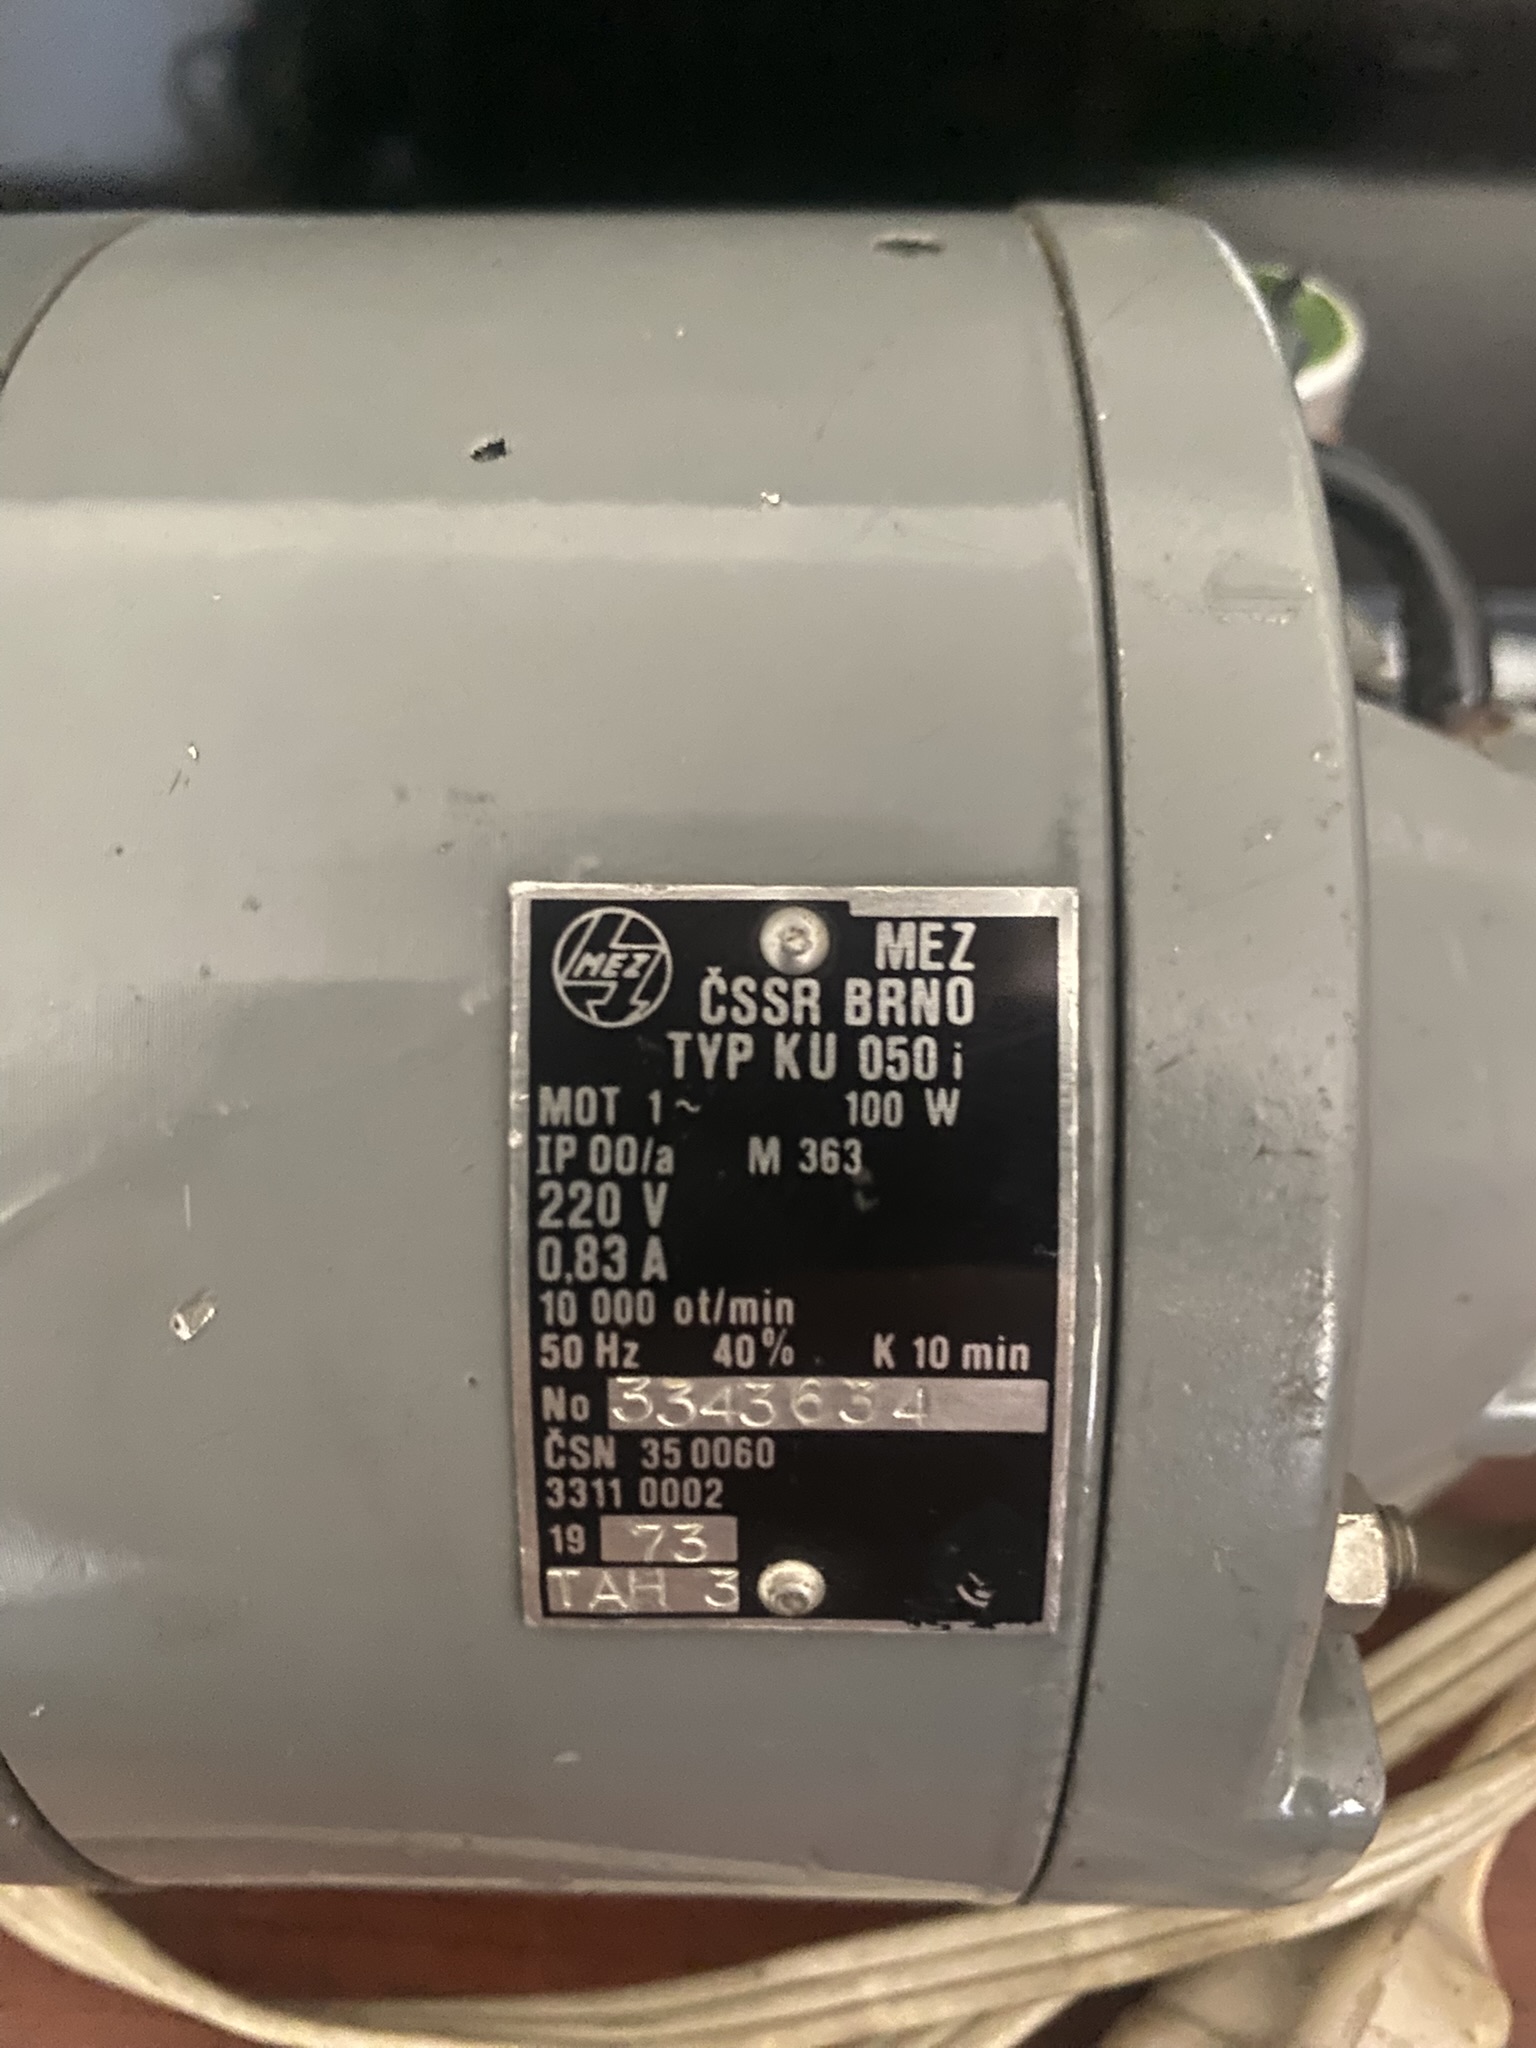 MEZ
MEZ
ČSSR BRNO
TYP KU 050 i
MOT 1~ 100 W
IP 00/a M 363
220 V
0,83 A
10 000 ot/min
50 Hz 40% K 10 min
No 3343634
ČSN 35 0060
3311 0002
19 73
TAH 3